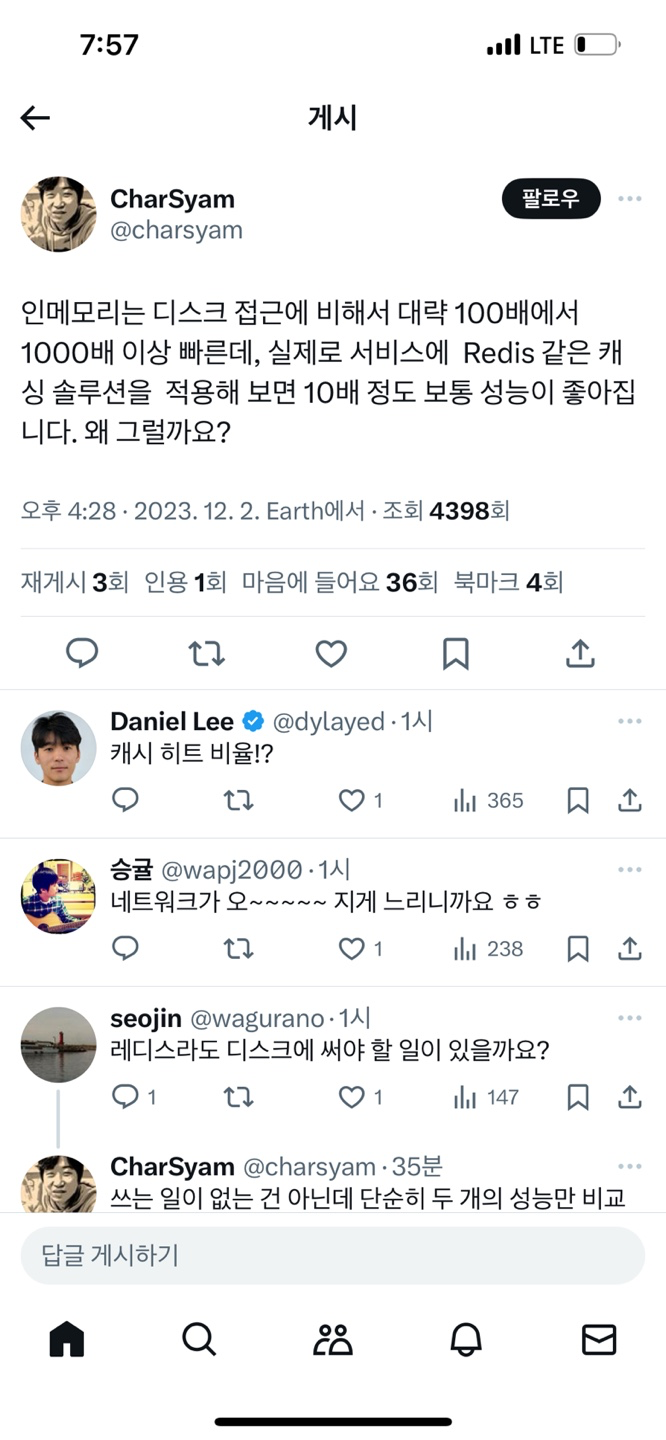 7:57 LTE
게시
CharSyam
@charsyam
팔로우
인메모리는 디스크 접근에 비해서 대략 100배에서
1000배 이상 빠른데, 실제로 서비스에  Redis 같은 캐
싱 솔루션을  적용해 보면 10배 정도 보통 성능이 좋아집
니다. 왜 그럴까요?
오후 4:28 · 2023. 12. 2. Earth에서 · 조회 4398회
재게시 3회 인용 1회 마음에 들어요 36회 북마크 4회
Daniel Lee @dylayed · 1시
캐시 히트 비율!?
1 365
승귤 @wapj2000 · 1시
네트워크가 오~~~~~ 지게 느리니까요 ㅎㅎ
1 238
seojin @wagurano · 1시
레디스라도 디스크에 써야 할 일이 있을까요?
1 1 147
CharSyam @charsyam · 35분
쓰는 일이 없는 건 아닌데 단순히 두 개의 성능만 비교
답글 게시하기